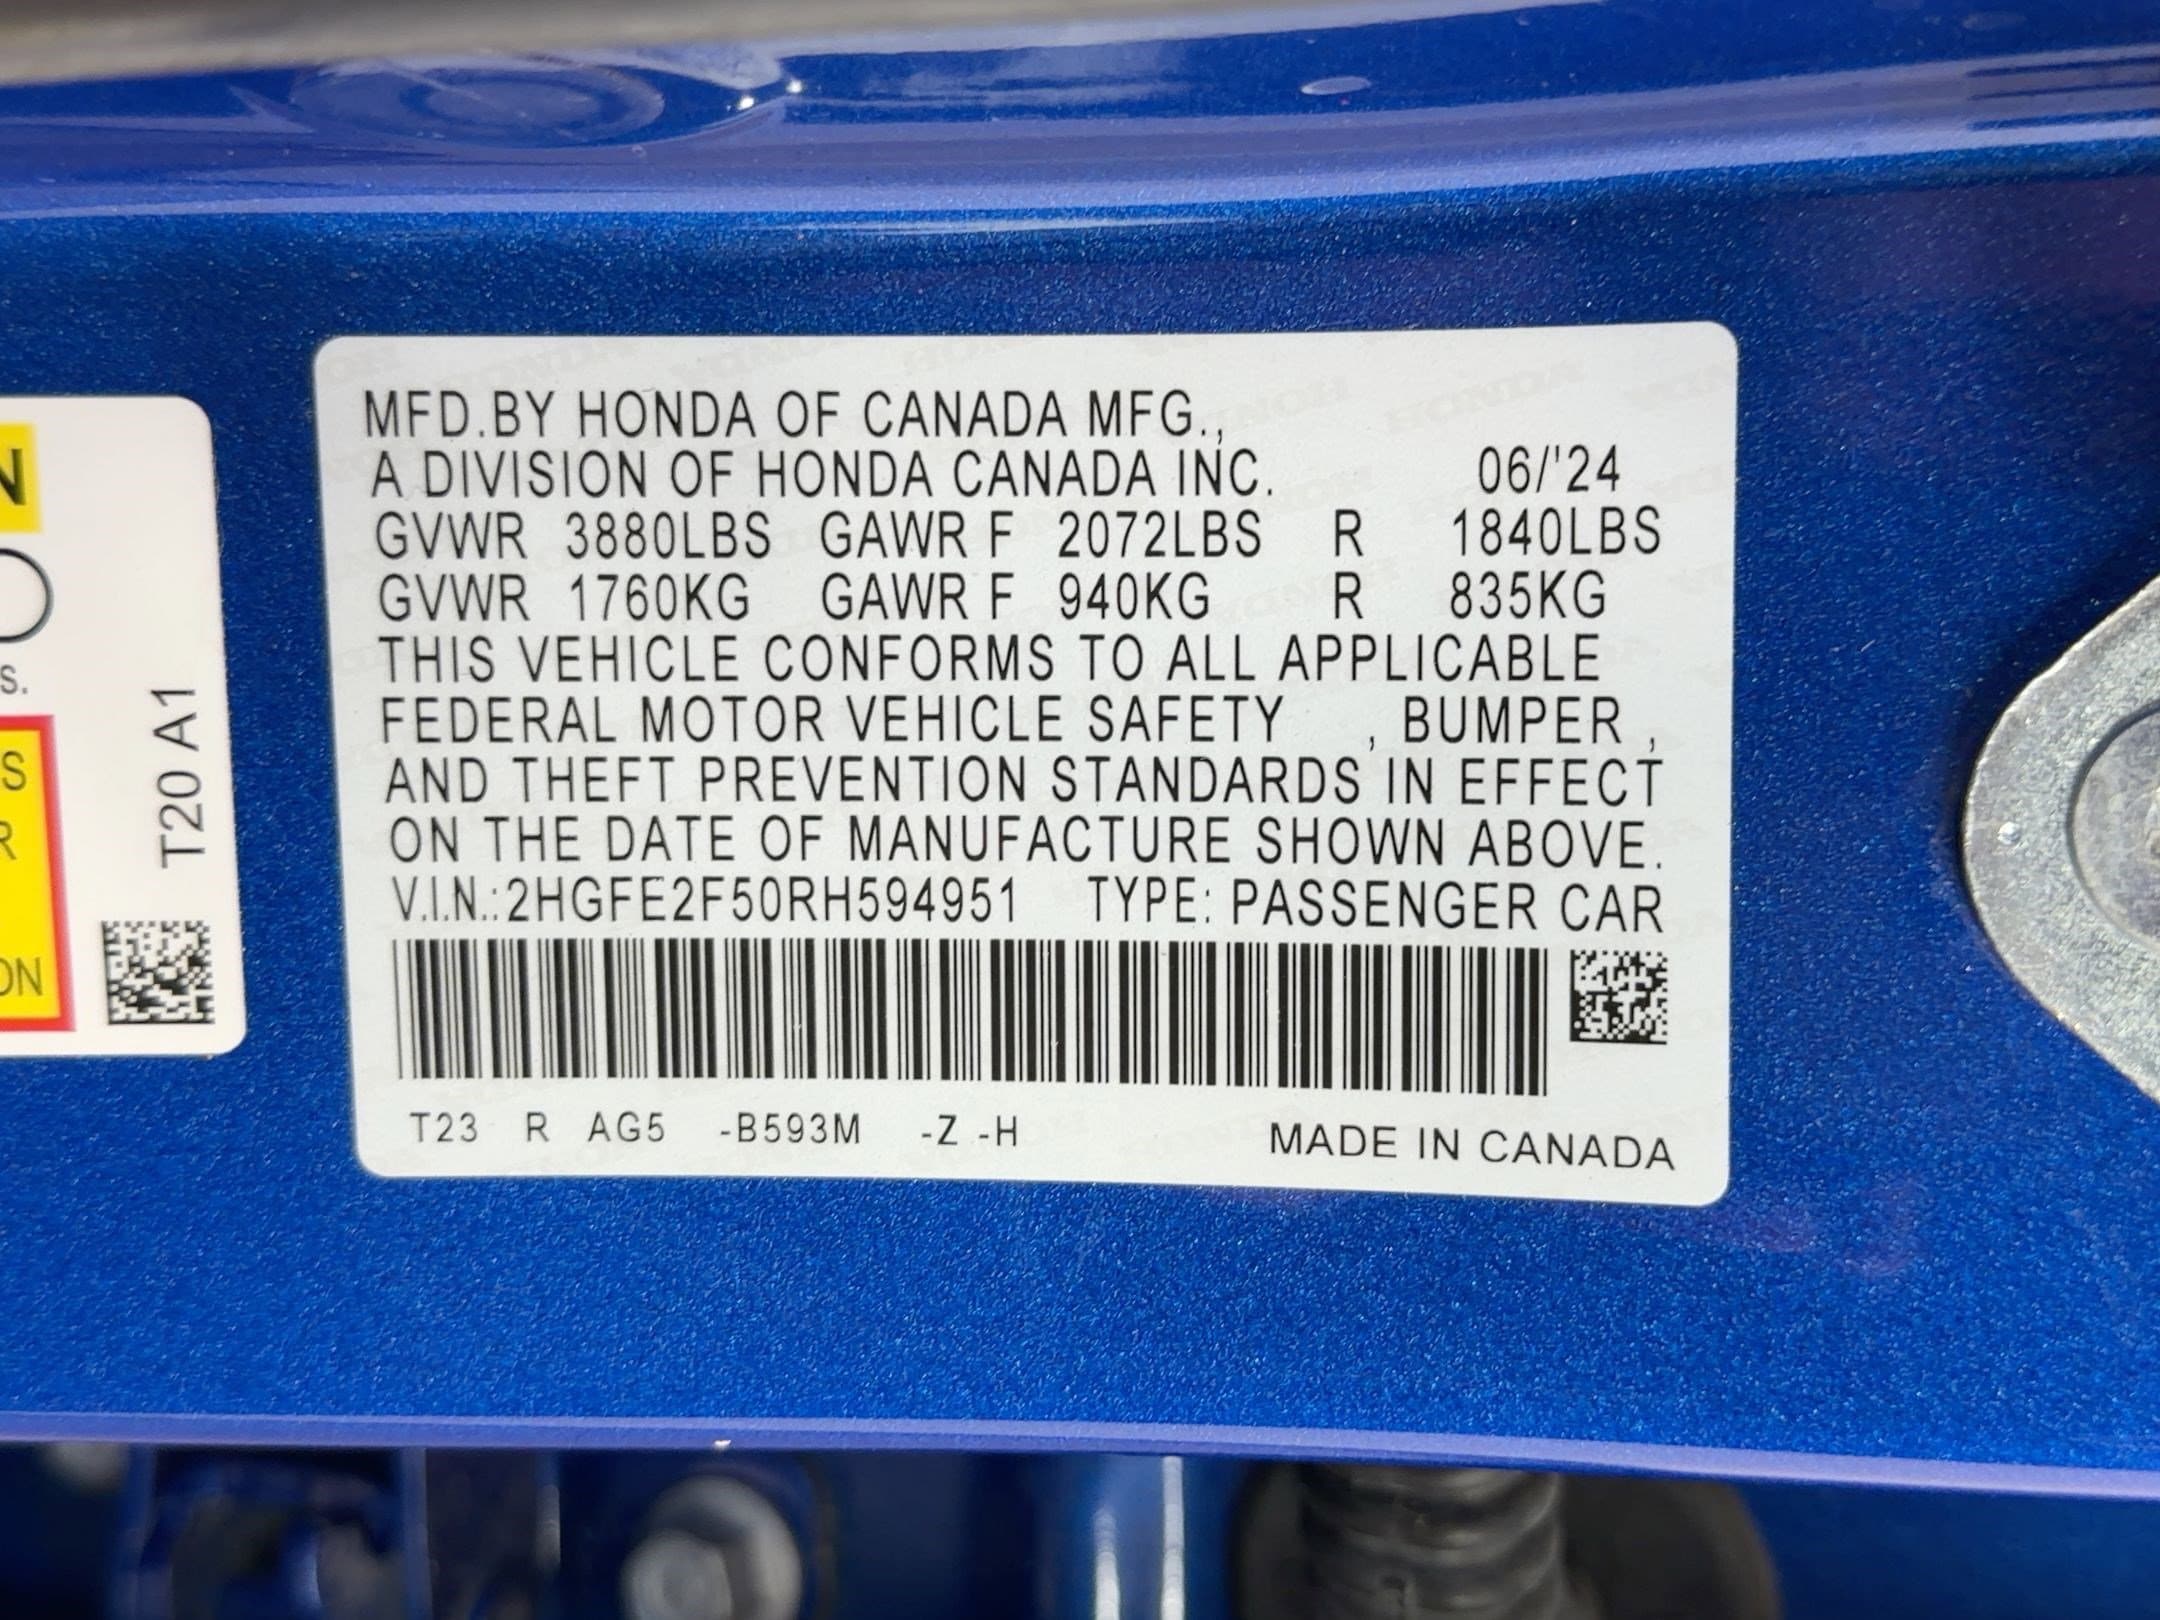 MFD.BY HONDA OF CANADA MFG.,
A DIVISION OF HONDA CANADA INC. 06/'24
GVWR 3880LBS GAWR F 2072LBS R 1840LBS
GVWR 1760KG GAWR F 940KG R 835KG
THIS VEHICLE CONFORMS TO ALL APPLICABLE
FEDERAL MOTOR VEHICLE SAFETY , BUMPER ,
AND THEFT PREVENTION STANDARDS IN EFFECT
ON THE DATE OF MANUFACTURE SHOWN ABOVE.
V.I.N.:2HGFE2F50RH594951 TYPE: PASSENGER CAR
T23 R AG5 -B593M -Z -H MADE IN CANADA
T20 A1